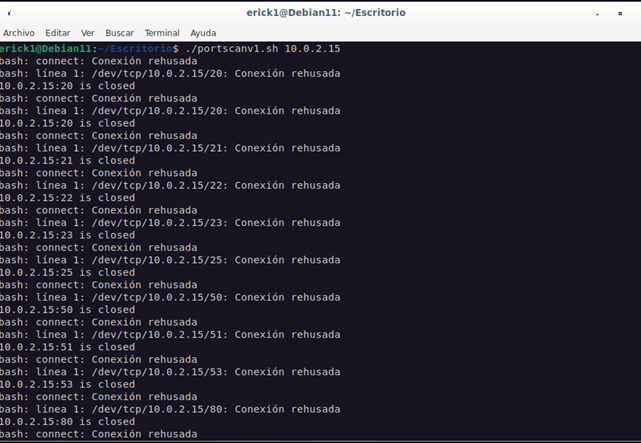 erick1@Debian11: ~/Escritorio
Archivo Editar Ver Buscar Terminal Ayuda
erick1@Debian11:~/Escritorio$ ./portscanv1.sh 10.0.2.15
bash: connect: Conexión rehusada
bash: línea 1: /dev/tcp/10.0.2.15/20: Conexión rehusada
10.0.2.15:20 is closed
bash: connect: Conexión rehusada
bash: línea 1: /dev/tcp/10.0.2.15/20: Conexión rehusada
10.0.2.15:20 is closed
bash: connect: Conexión rehusada
bash: línea 1: /dev/tcp/10.0.2.15/21: Conexión rehusada
10.0.2.15:21 is closed
bash: connect: Conexión rehusada
bash: línea 1: /dev/tcp/10.0.2.15/22: Conexión rehusada
10.0.2.15:22 is closed
bash: connect: Conexión rehusada
bash: línea 1: /dev/tcp/10.0.2.15/23: Conexión rehusada
10.0.2.15:23 is closed
bash: connect: Conexión rehusada
bash: línea 1: /dev/tcp/10.0.2.15/25: Conexión rehusada
10.0.2.15:25 is closed
bash: connect: Conexión rehusada
bash: línea 1: /dev/tcp/10.0.2.15/50: Conexión rehusada
10.0.2.15:50 is closed
bash: connect: Conexión rehusada
bash: línea 1: /dev/tcp/10.0.2.15/51: Conexión rehusada
10.0.2.15:51 is closed
bash: connect: Conexión rehusada
bash: línea 1: /dev/tcp/10.0.2.15/53: Conexión rehusada
10.0.2.15:53 is closed
bash: connect: Conexión rehusada
bash: línea 1: /dev/tcp/10.0.2.15/80: Conexión rehusada
10.0.2.15:80 is closed
bash: connect: Conexión rehusada